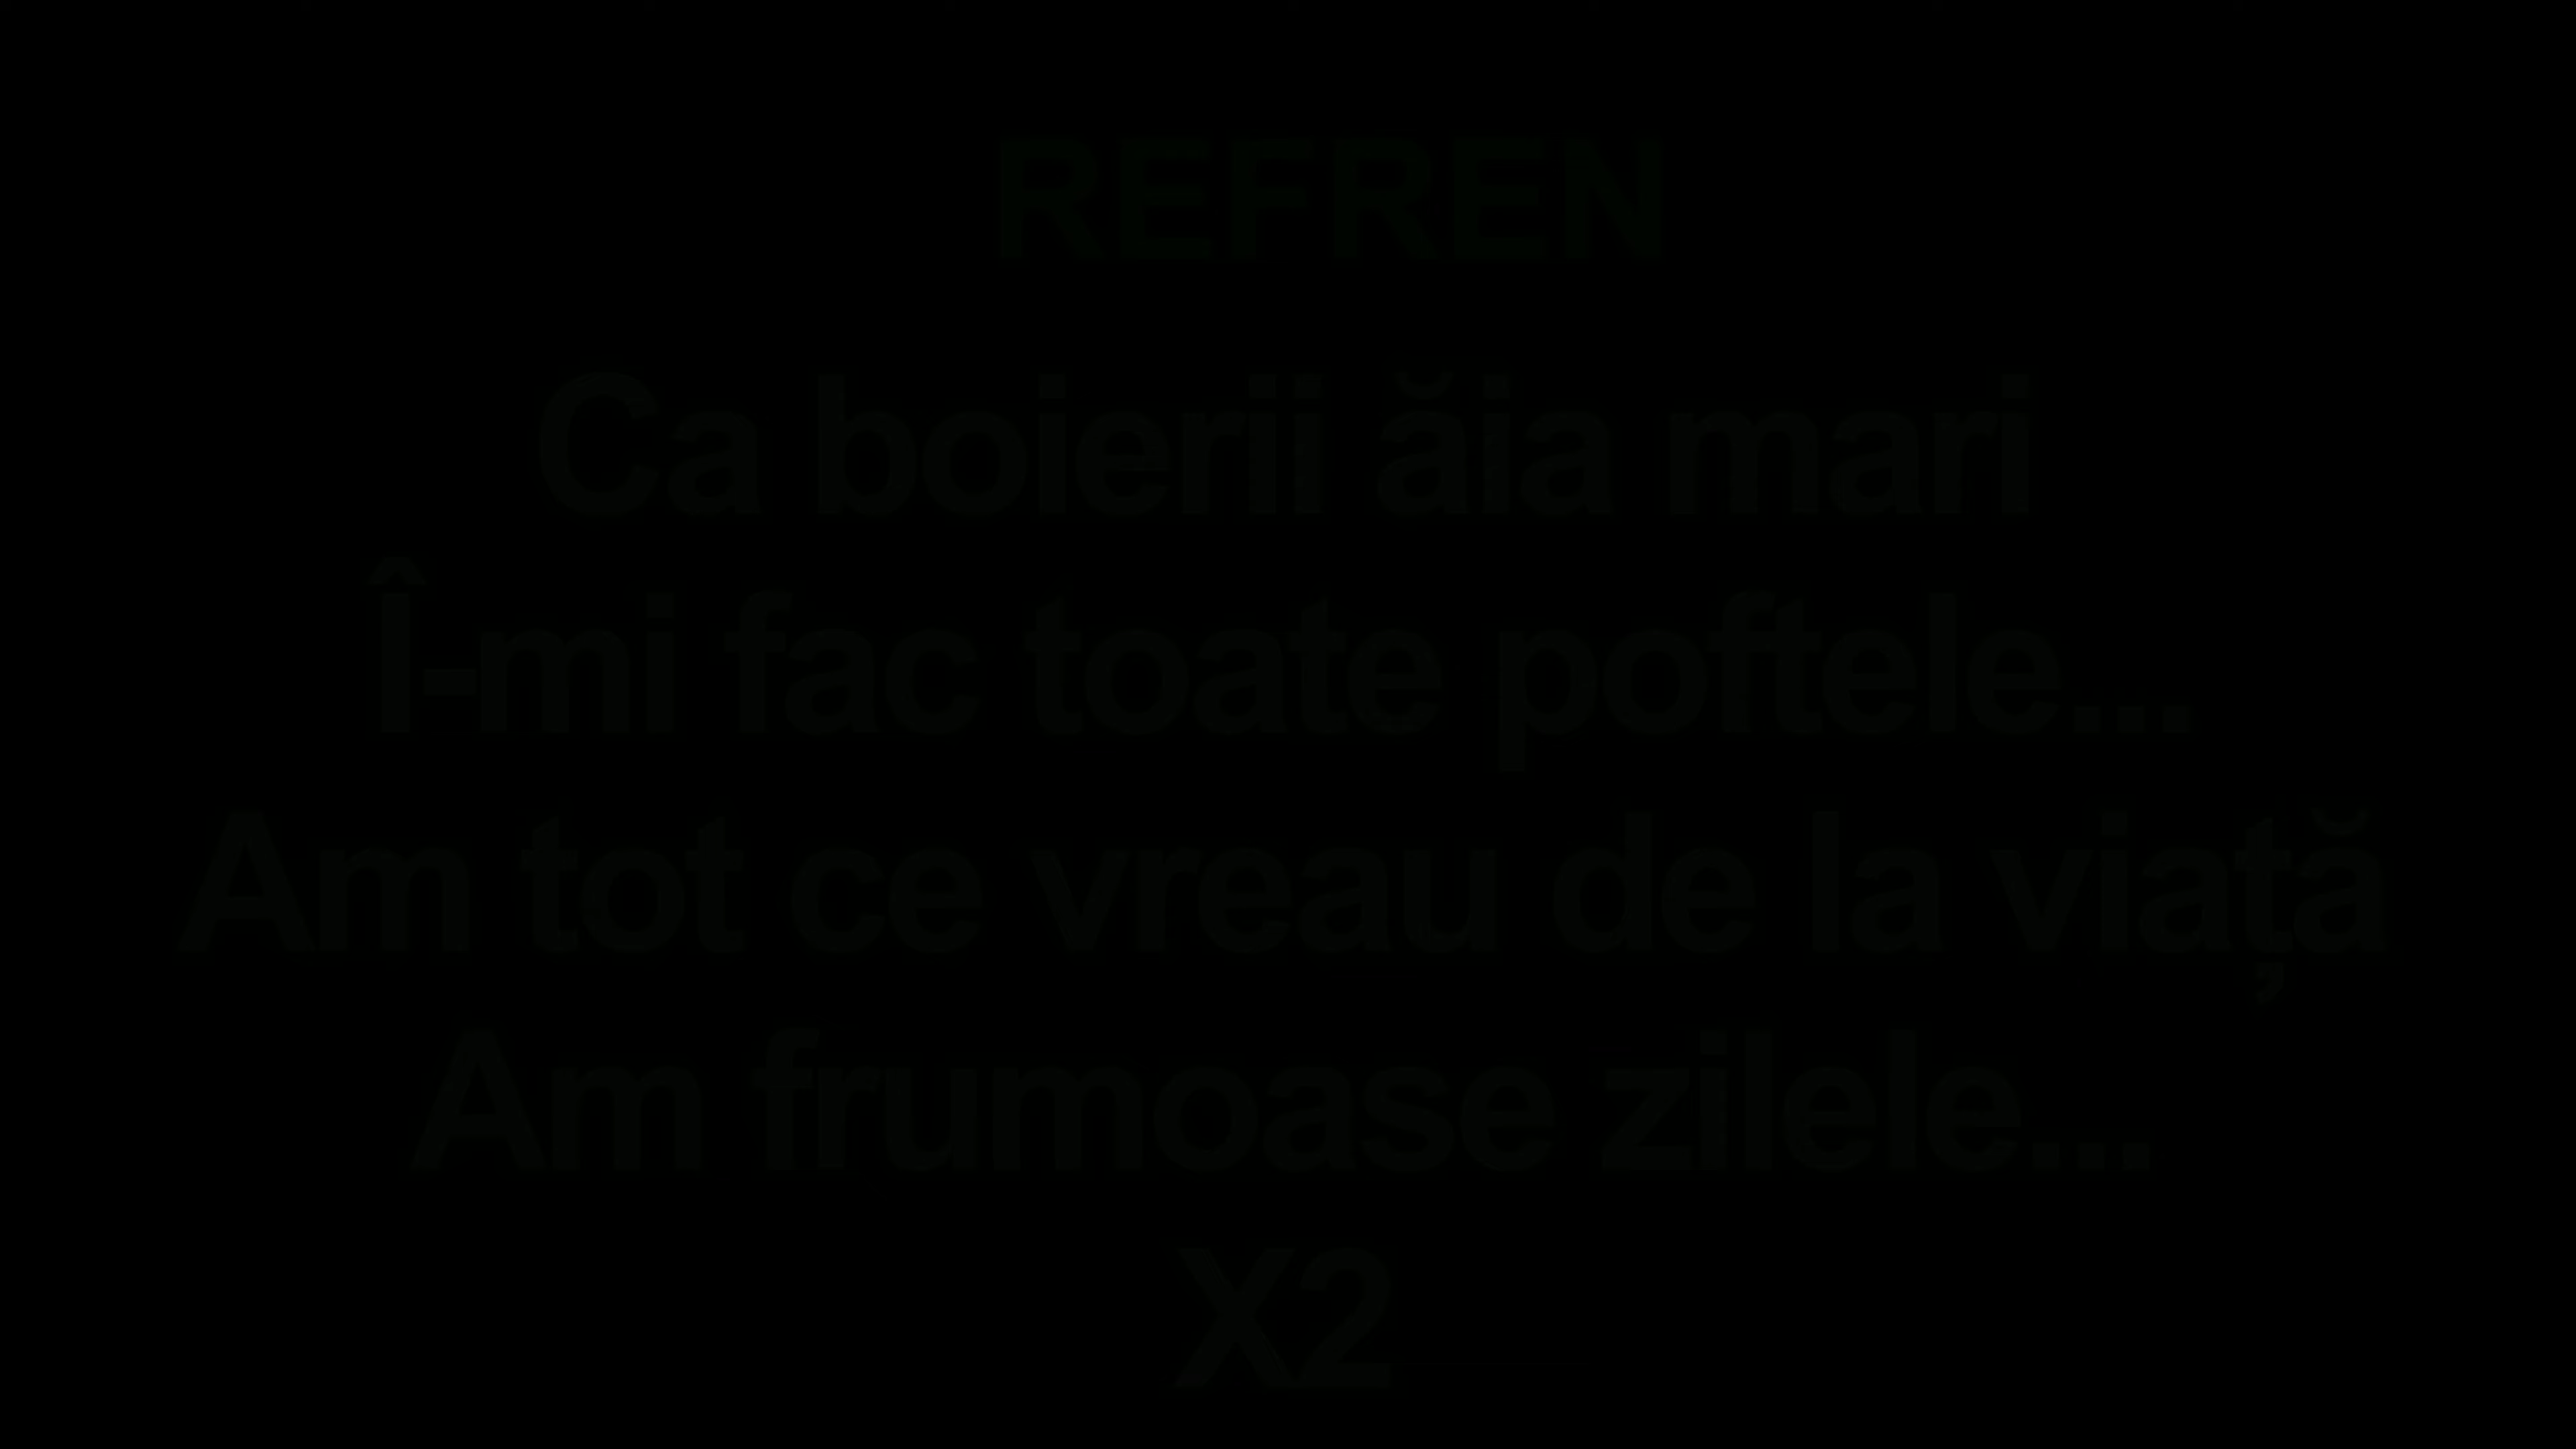 REFREN
Ca boierii ăia mari
Î-mi fac toate poftele...
Am tot ce vreau de la viață
Am frumoase zilele...
X2